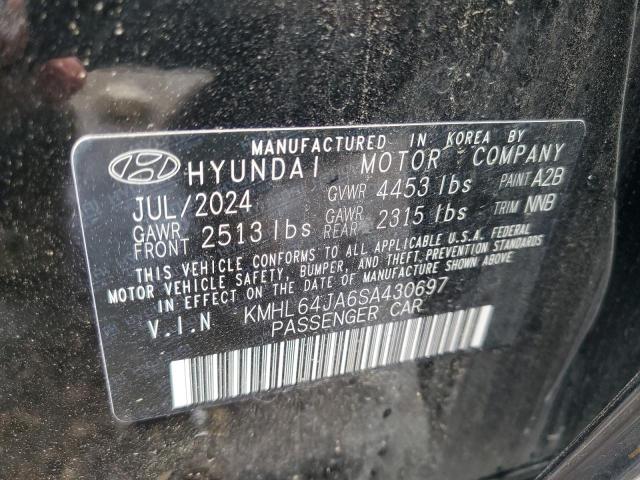 MANUFACTURED IN KOREA BY
HYUNDAI MOTOR COMPANY
JUL/2024 GVWR 4453 lbs PAINT A2B
GAWR FRONT 2513 lbs GAWR REAR 2315 lbs TRIM NNB
THIS VEHICLE CONFORMS TO ALL APPLICABLE U.S.A. FEDERAL
MOTOR VEHICLE SAFETY, BUMPER, AND THEFT PREVENTION STANDARDS
IN EFFECT ON THE DATE OF MANUFACTURE SHOWN ABOVE.
V.I.N KMHL64JA6SA430697
PASSENGER CAR